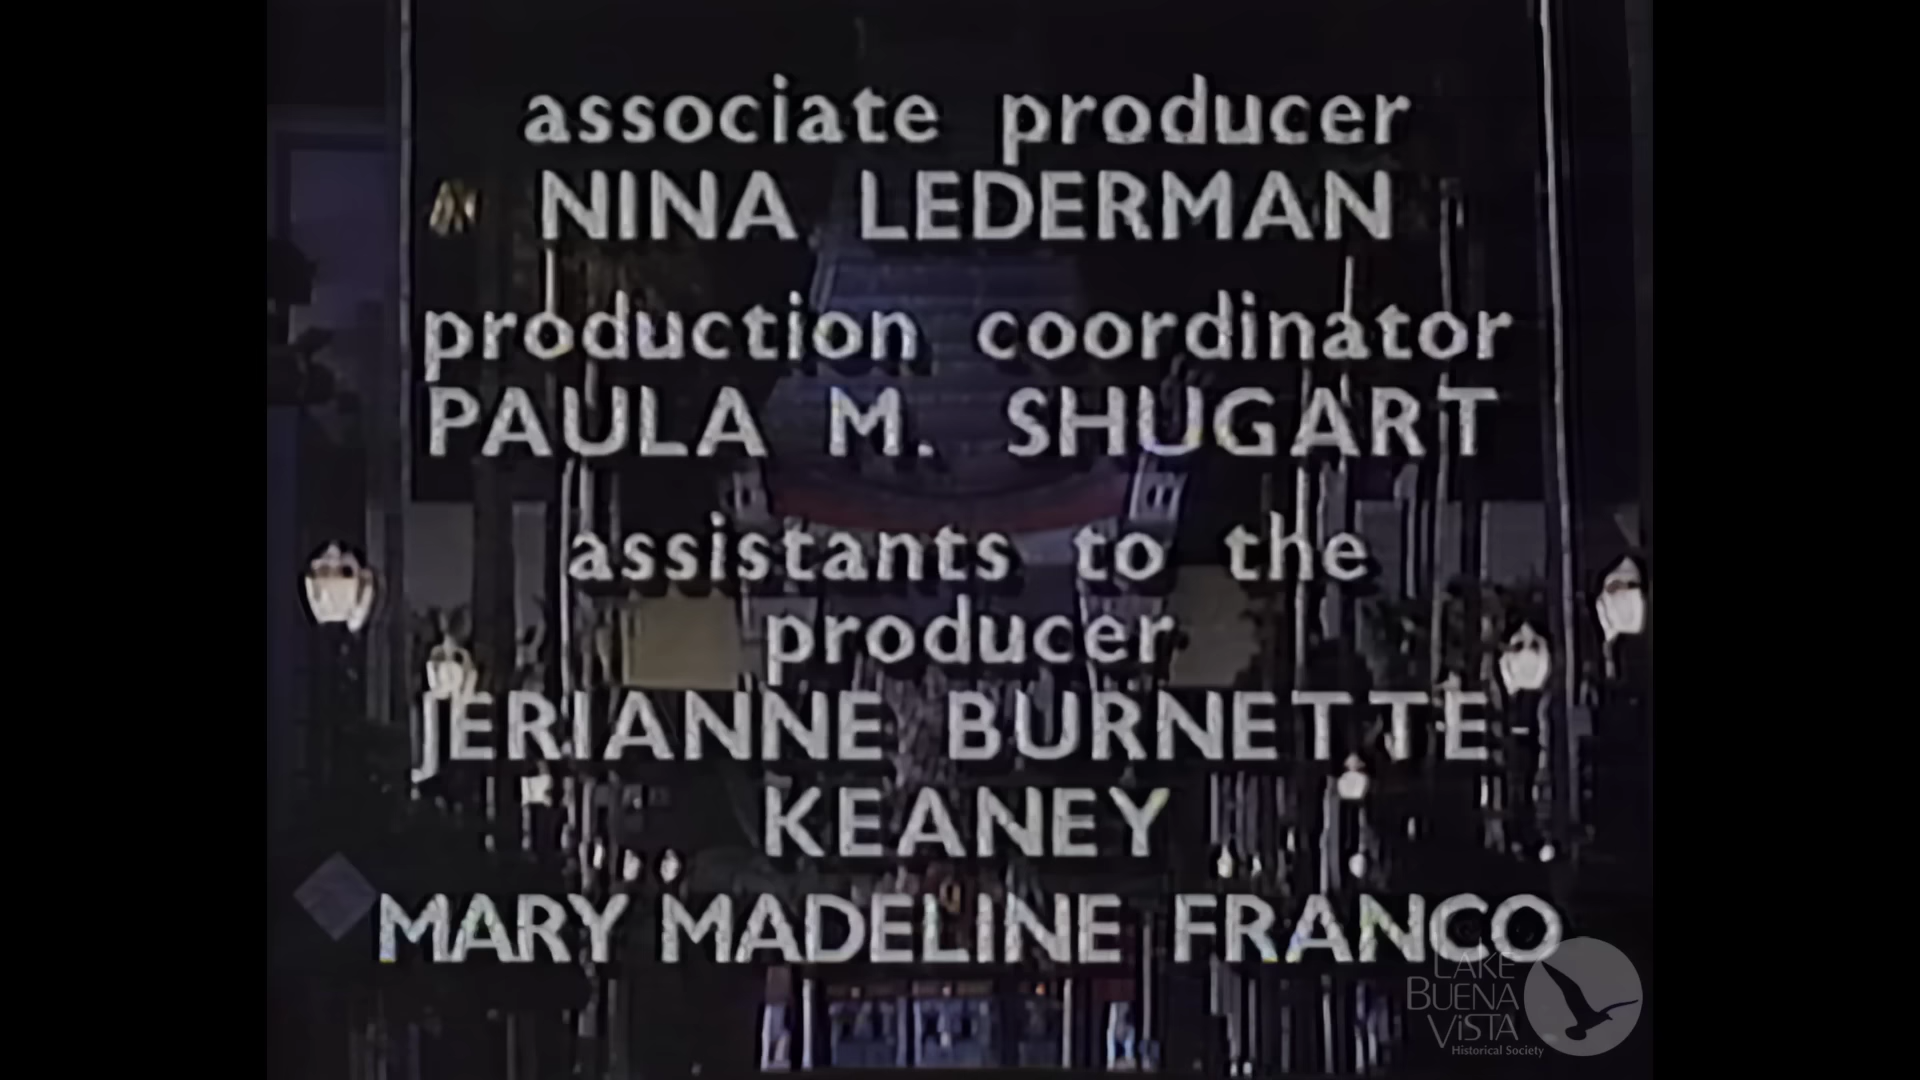 associate producer
NINA LEDERMAN
production coordinator
PAULA M. SHUGART
assistants to the
producer
JERIANNE BURNETTE-
KEANEY
MARY MADELINE FRANCO
LAKE
BUENA
ViSTA
Historical Society